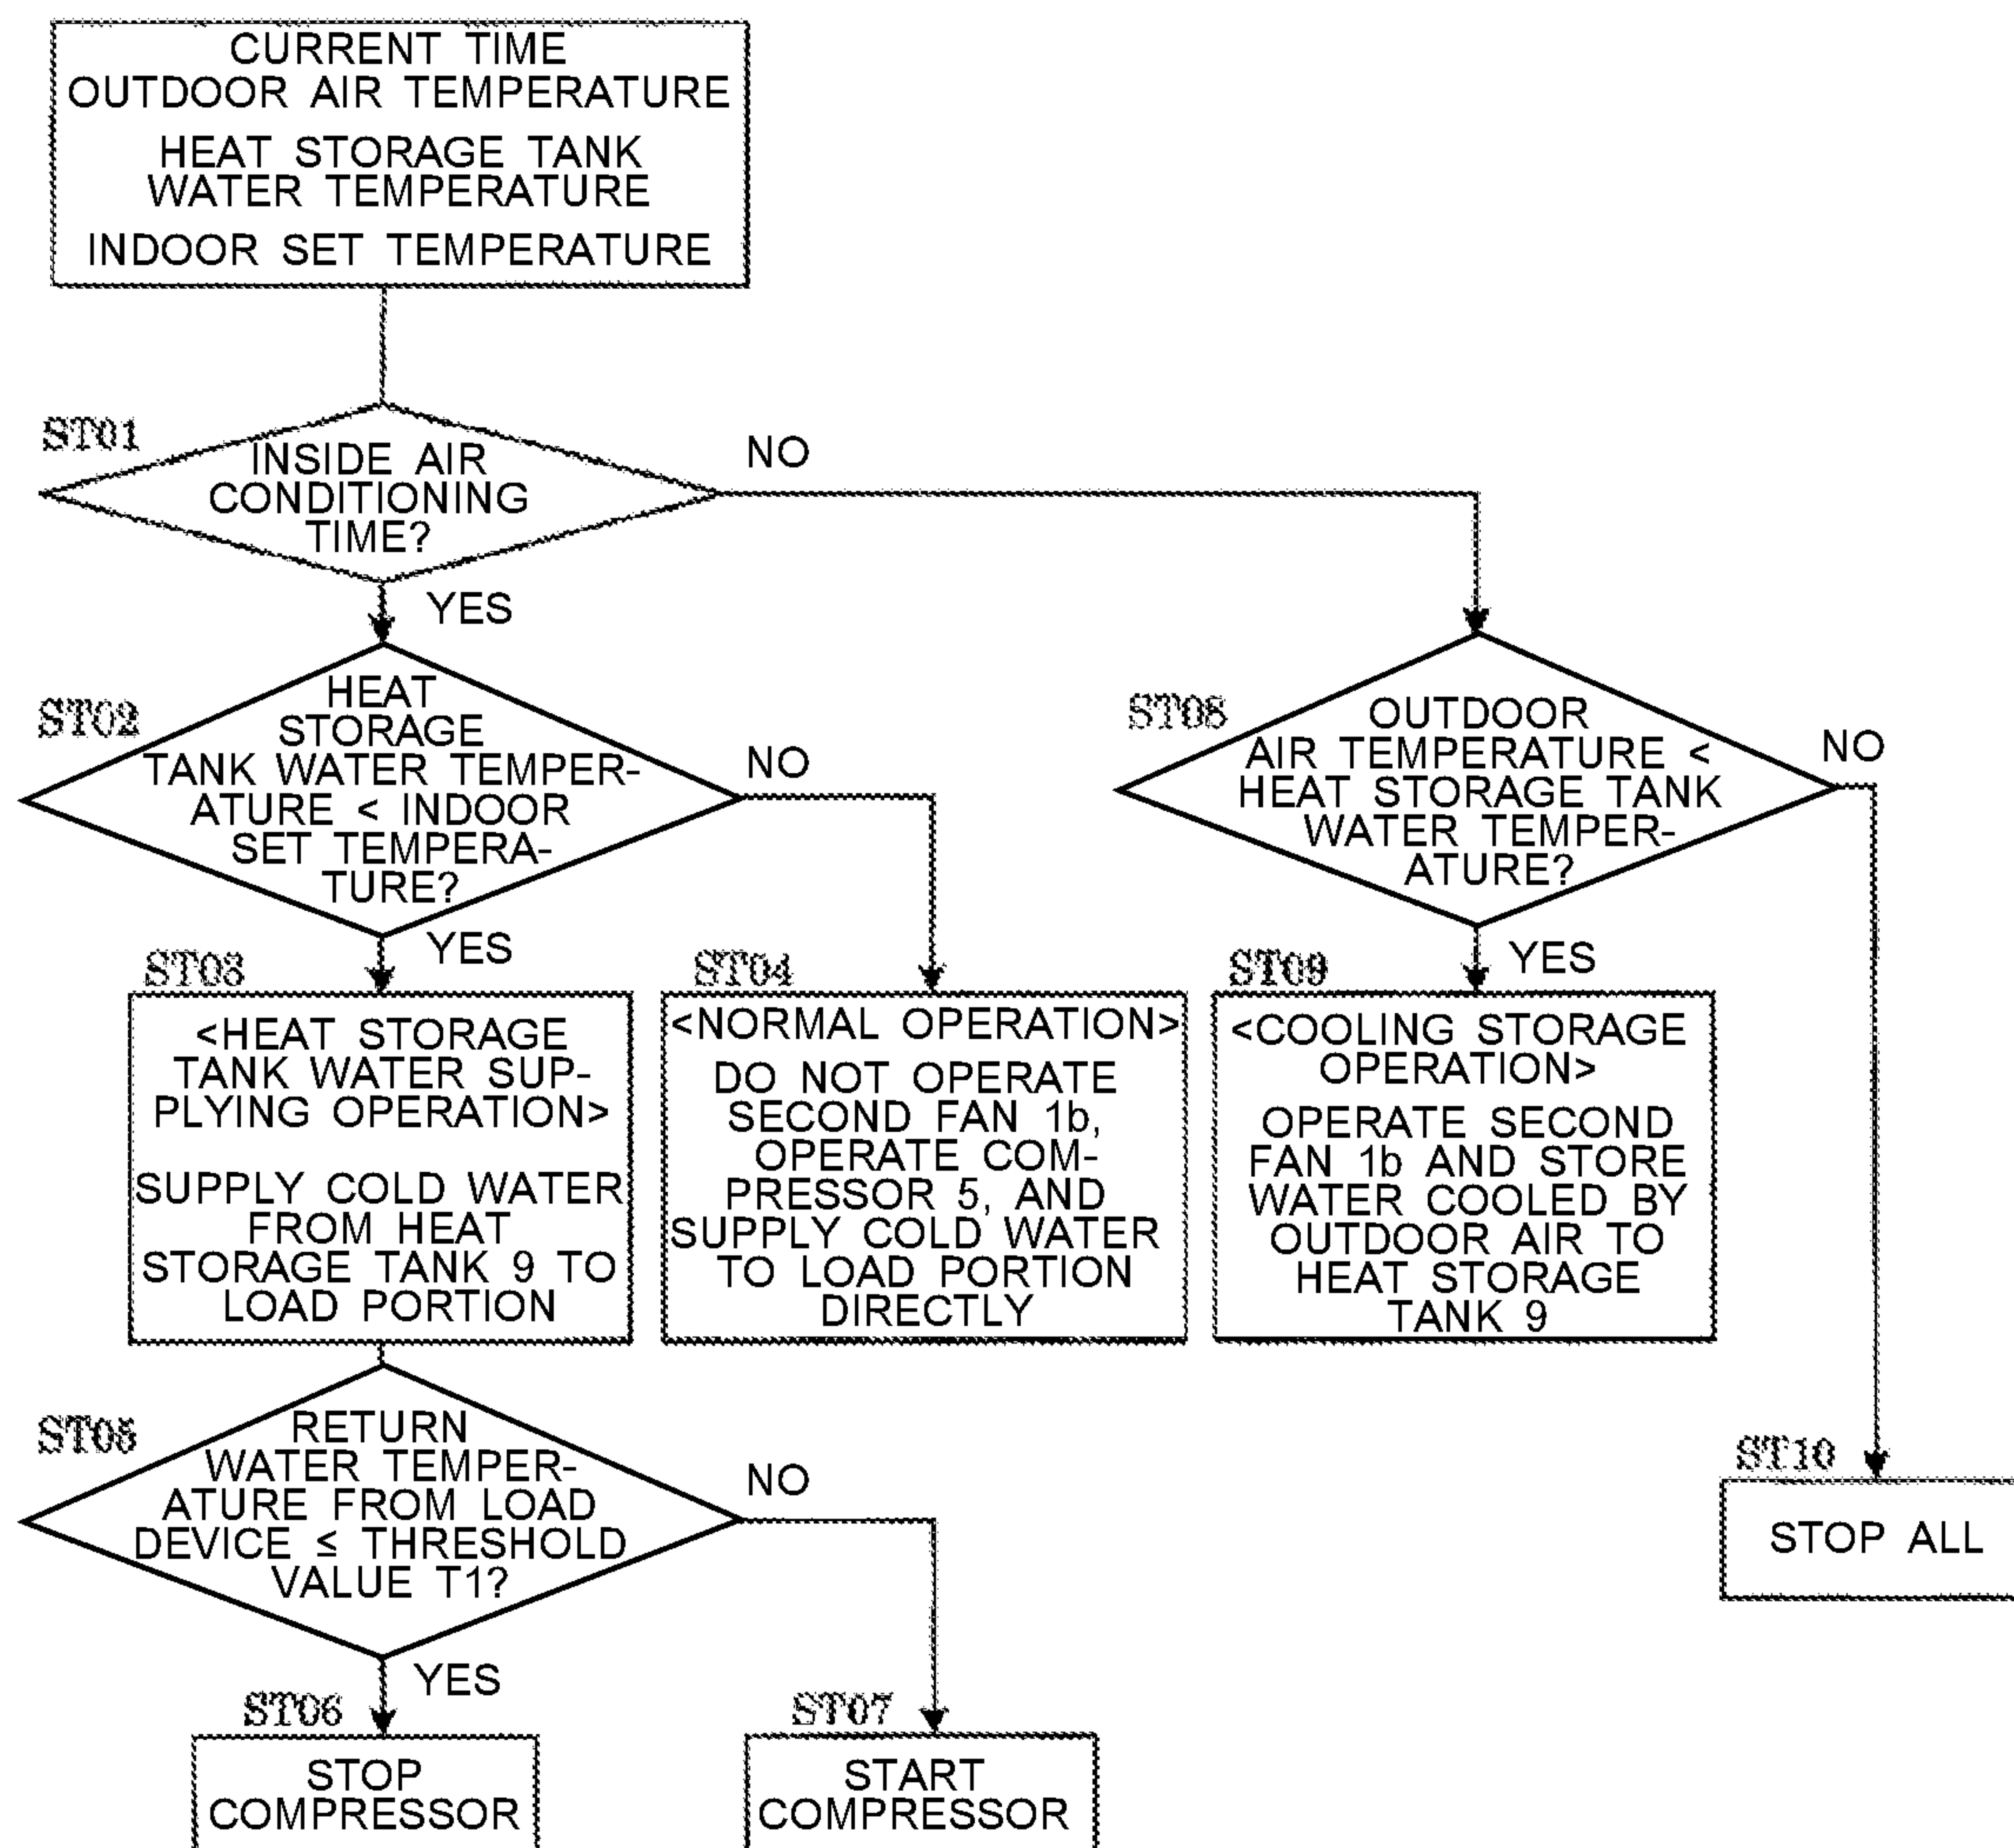 CURRENT TIME
OUTDOOR AIR TEMPERATURE
HEAT STORAGE TANK
WATER TEMPERATURE
INDOOR SET TEMPERATURE
ST01
INSIDE AIR
CONDITIONING
TIME?
NO
YES
ST02
HEAT
STORAGE
TANK WATER TEMPER-
ATURE < INDOOR
SET TEMPERA-
TURE?
NO
YES
ST08
OUTDOOR
AIR TEMPERATURE <
HEAT STORAGE TANK
WATER TEMPER-
ATURE?
NO
YES
ST03
<HEAT STORAGE
TANK WATER SUP-
PLYING OPERATION>
SUPPLY COLD WATER
FROM HEAT
STORAGE TANK 9 TO
LOAD PORTION
ST04
<NORMAL OPERATION>
DO NOT OPERATE
SECOND FAN 1b,
OPERATE COM-
PRESSOR 5, AND
SUPPLY COLD WATER
TO LOAD PORTION
DIRECTLY
ST09
<COOLING STORAGE
OPERATION>
OPERATE SECOND
FAN 1b AND STORE
WATER COOLED BY
OUTDOOR AIR TO
HEAT STORAGE
TANK 9
ST05
RETURN
WATER TEMPER-
ATURE FROM LOAD
DEVICE ≤ THRESHOLD
VALUE T1?
NO
YES
ST10
STOP ALL
ST06
STOP
COMPRESSOR
ST07
START
COMPRESSOR